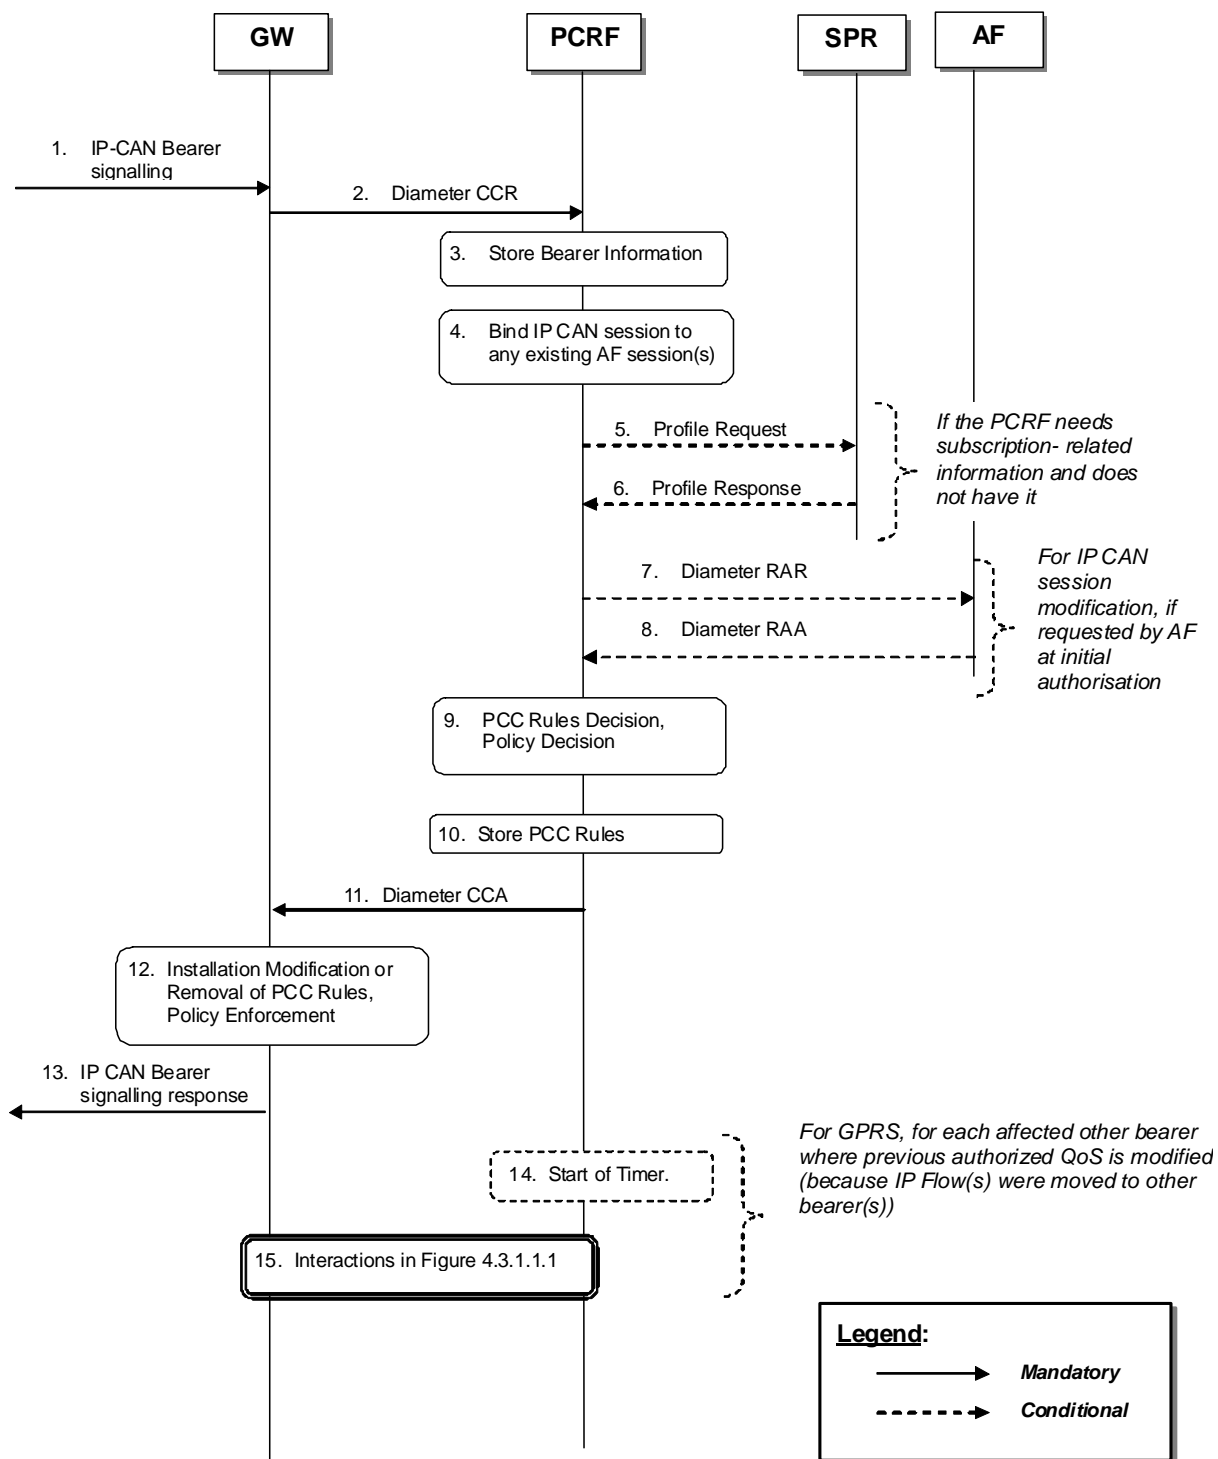 GW
PCRF
SPR
AF
1. IP-CAN Bearer
signalling
2. Diameter CCR
3. Store Bearer Information
4. Bind IP CAN session to
any existing AF session(s)
5. Profile Request
6. Profile Response
If the PCRF needs
subscription- related
information and does
not have it
7. Diameter RAR
8. Diameter RAA
For IP CAN
session
modification, if
requested by AF
at initial
authorisation
9. PCC Rules Decision,
Policy Decision
10. Store PCC Rules
11. Diameter CCA
12. Installation Modification or
Removal of PCC Rules,
Policy Enforcement
13. IP CAN Bearer
signalling response
14. Start of Timer.
For GPRS, for each affected other bearer
where previous authorized QoS is modified
(because IP Flow(s) were moved to other
bearer(s))
15. Interactions in Figure 4.3.1.1.1
Legend:
Mandatory
Conditional